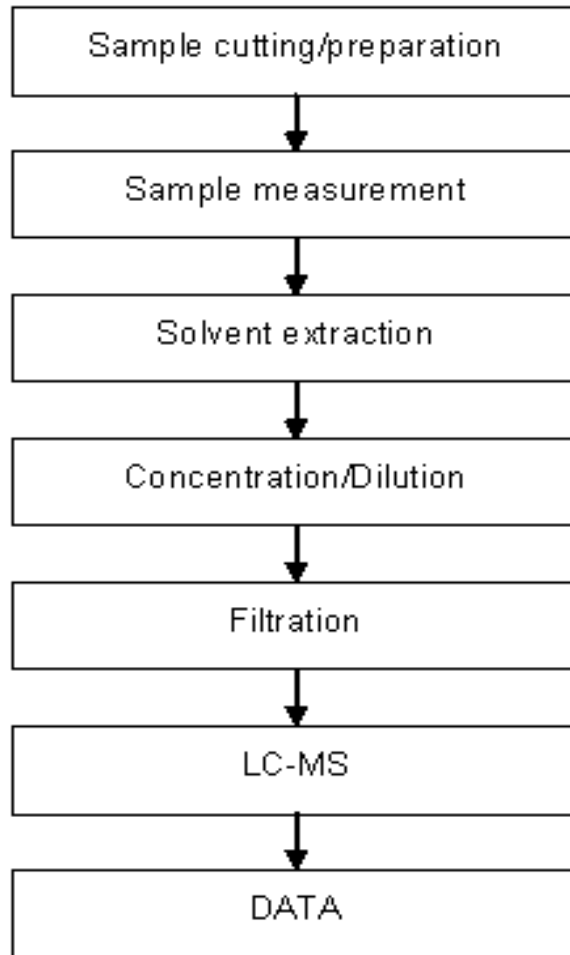 Sample cutting/preparation
Sample measurement
Solvent extraction
Concentration/Dilution
Filtration
LC-MS
DATA